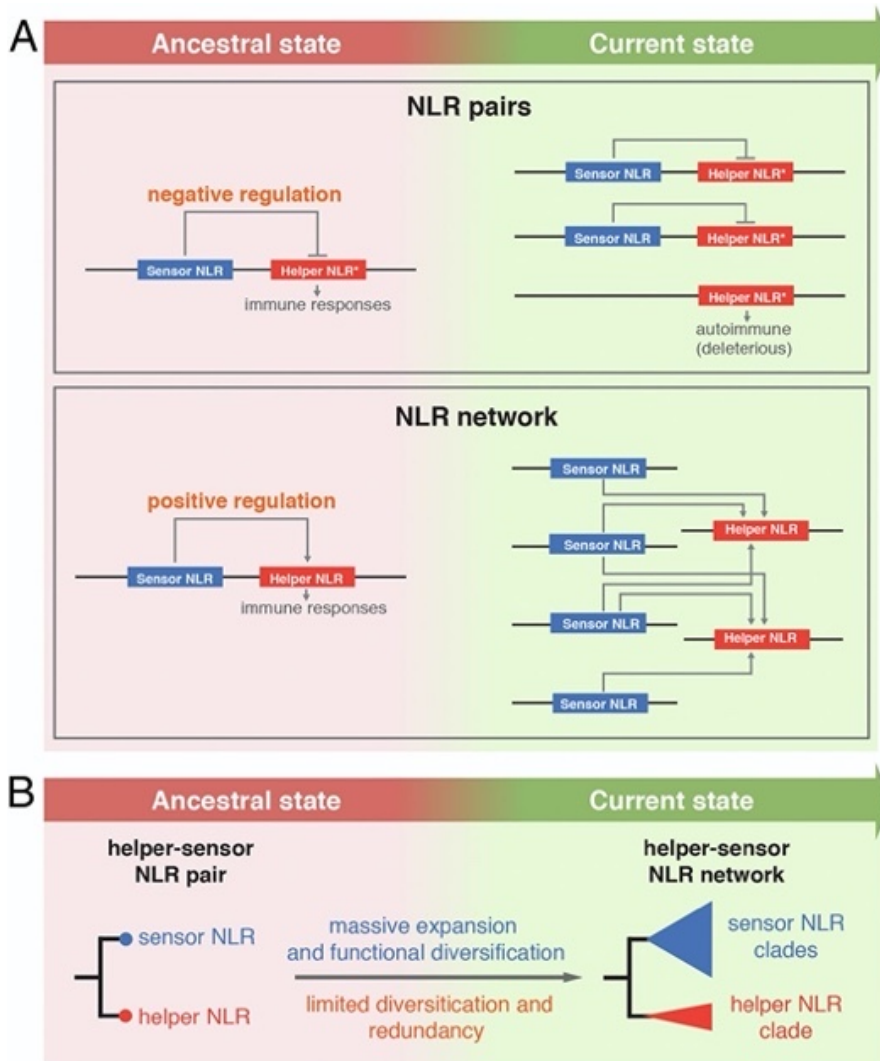 A
Ancestral state
Current state
NLR pairs
negative regulation
Sensor NLR
Helper NLR*
immune responses
Sensor NLR
Helper NLR*
Sensor NLR
Helper NLR*
Helper NLR*
autoimmune
(deleterious)
NLR network
positive regulation
Sensor NLR
Helper NLR
immune responses
Sensor NLR
Helper NLR
Sensor NLR
Sensor NLR
Helper NLR
Sensor NLR
B
Ancestral state
Current state
helper-sensor
NLR pair
sensor NLR
helper NLR
massive expansion
and functional diversification
limited diversitication and
redundancy
helper-sensor
NLR network
sensor NLR
clades
helper NLR
clade